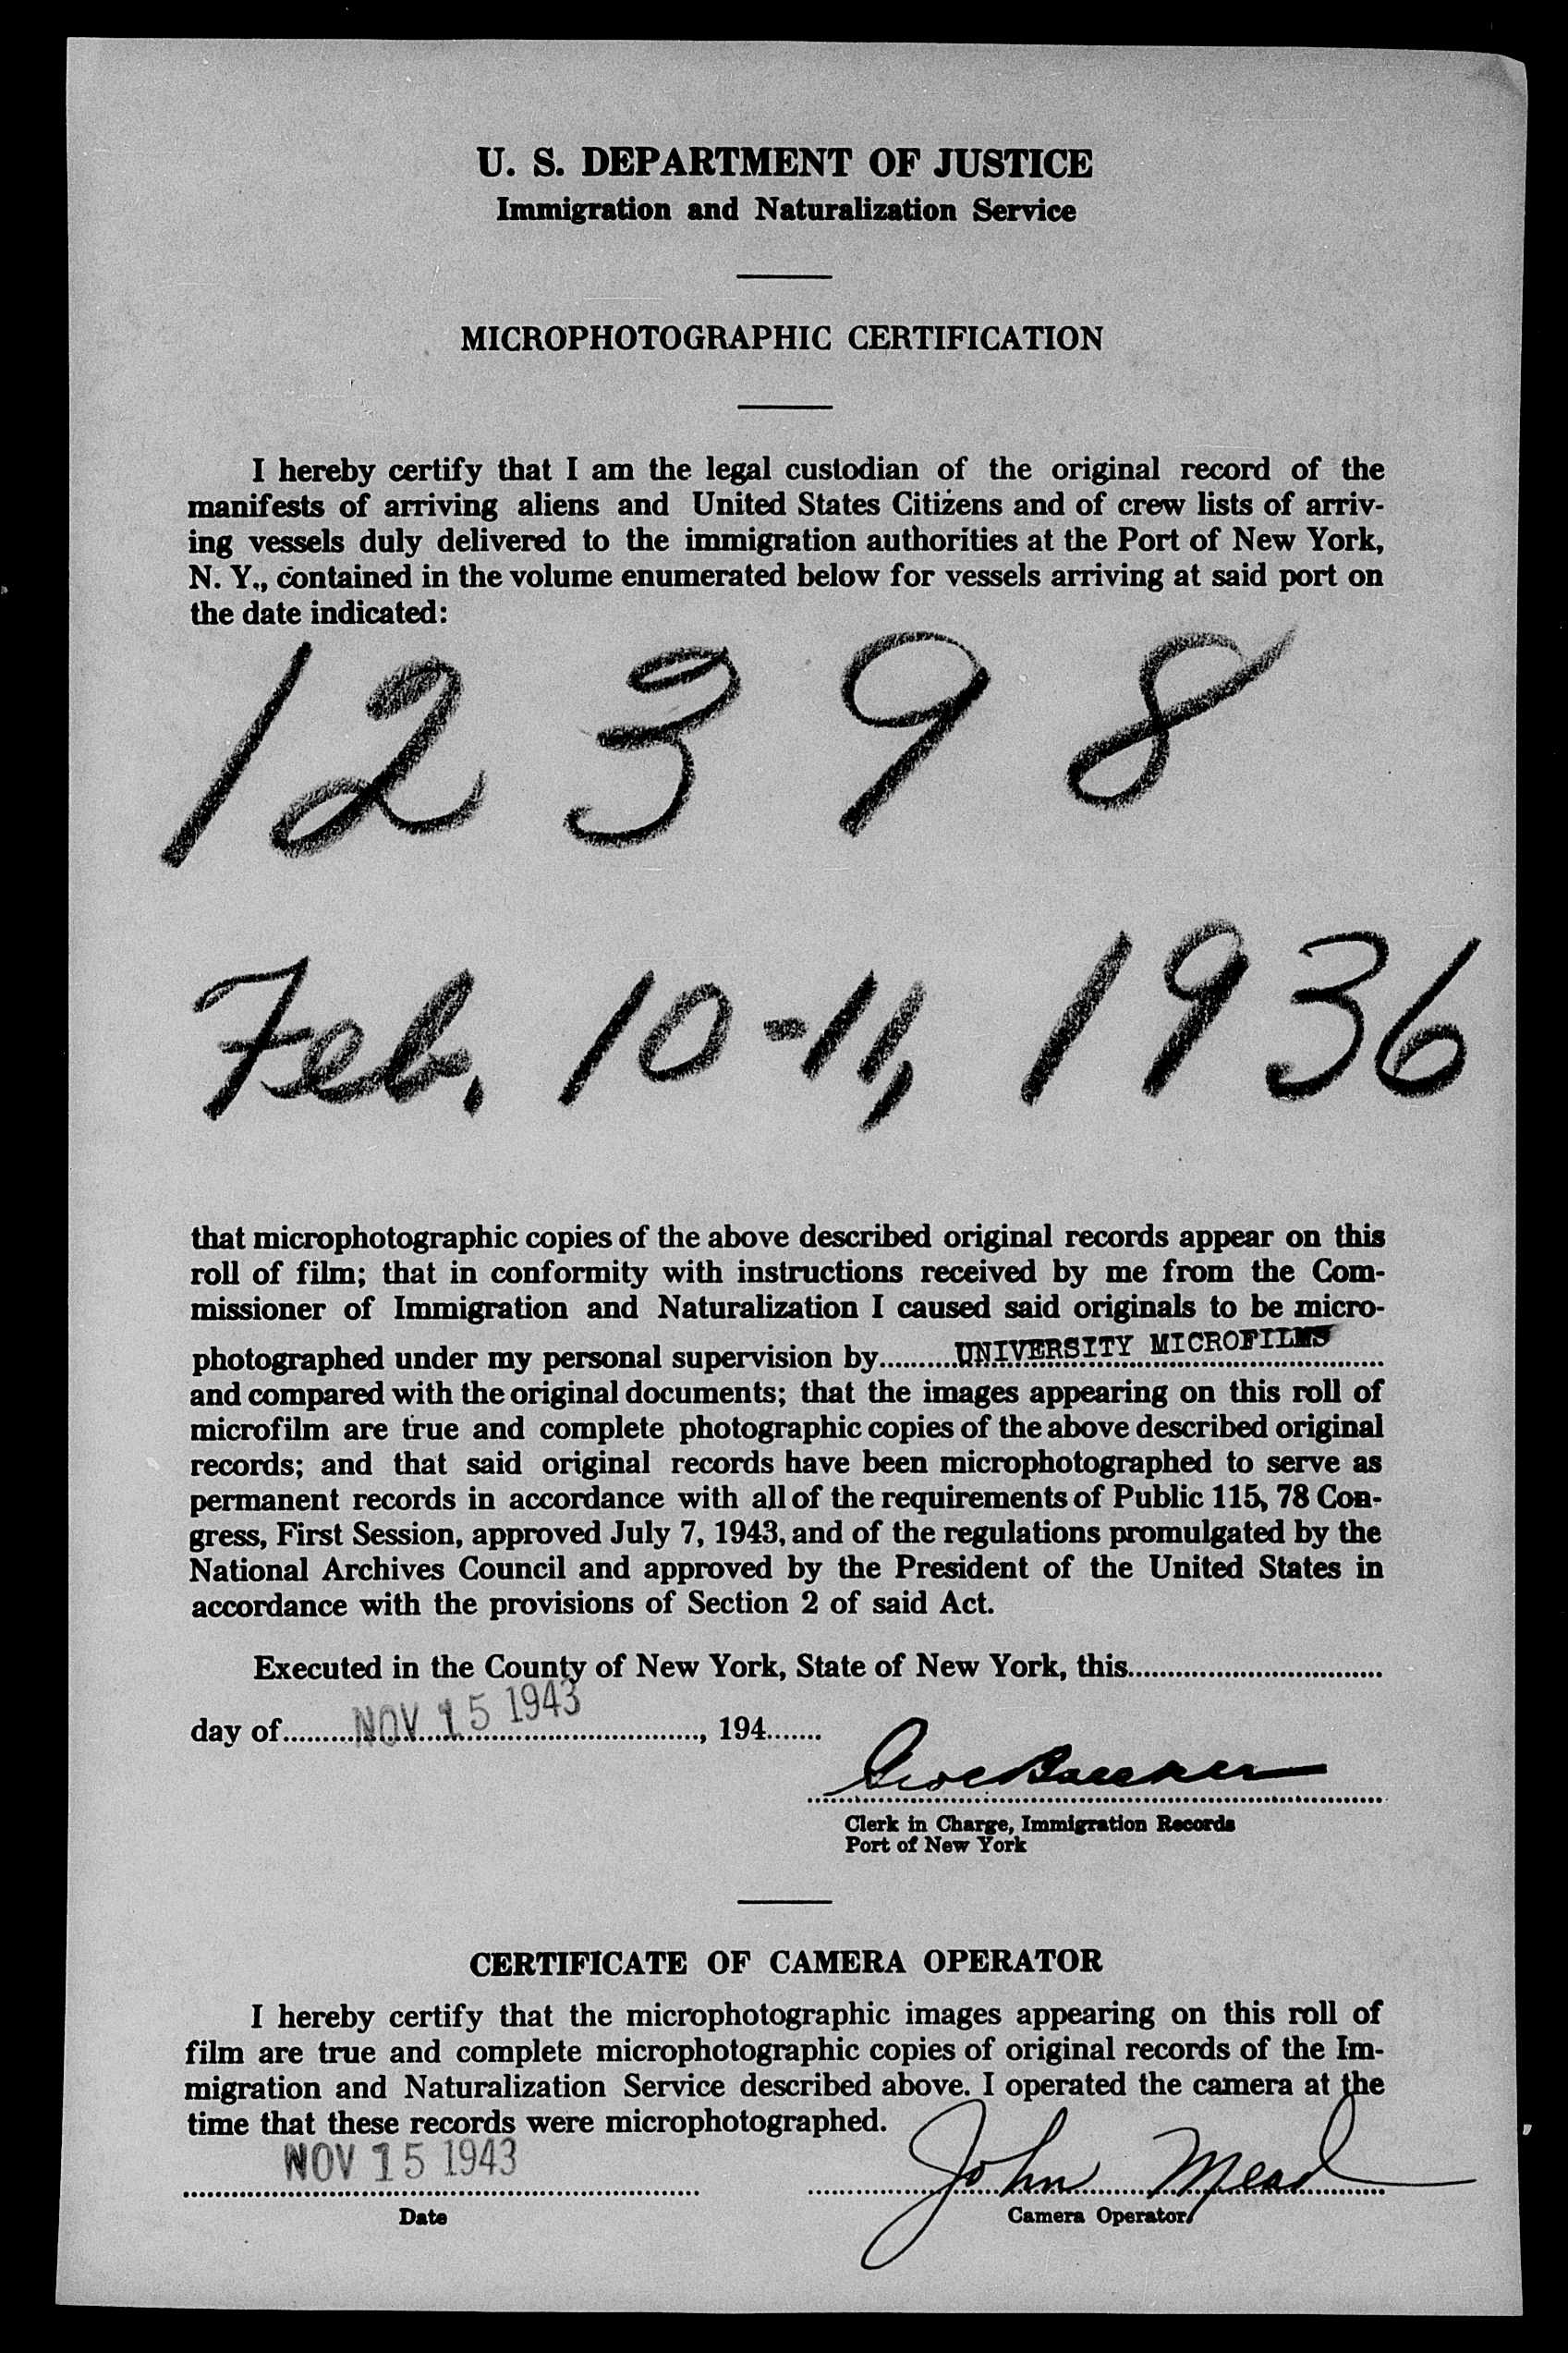 U. S. DEPARTMENT OF JUSTICE
Immigration and Naturalization Service
MICROPHOTOGRAPHIC CERTIFICATION
I hereby certify that I am the legal custodian of the original record of the
manifests of arriving aliens and United States Citizens and of crew lists of arriv-
ing vessels duly delivered to the immigration authorities at the Port of New York,
N. Y., contained in the volume enumerated below for vessels arriving at said port on
the date indicated:
12398
Feb. 10-11, 1936
that microphotographic copies of the above described original records appear on this
roll of film; that in conformity with instructions received by me from the Com-
missioner of Immigration and Naturalization I caused said originals to be micro-
photographed under my personal supervision by UNIVERSITY MICROFILMS
and compared with the original documents; that the images appearing on this roll of
microfilm are true and complete photographic copies of the above described original
records; and that said original records have been microphotographed to serve as
permanent records in accordance with all of the requirements of Public 115, 78 Con-
gress, First Session, approved July 7, 1943, and of the regulations promulgated by the
National Archives Council and approved by the President of the United States in
accordance with the provisions of Section 2 of said Act.
Executed in the County of New York, State of New York, this
day of NOV 15 1943, 194
Clerk in Charge, Immigration Records
Port of New York
CERTIFICATE OF CAMERA OPERATOR
I hereby certify that the microphotographic images appearing on this roll of
film are true and complete microphotographic copies of original records of the Im-
migration and Naturalization Service described above. I operated the camera at the
time that these records were microphotographed.
NOV 15 1943 John Mead
Date Camera Operator